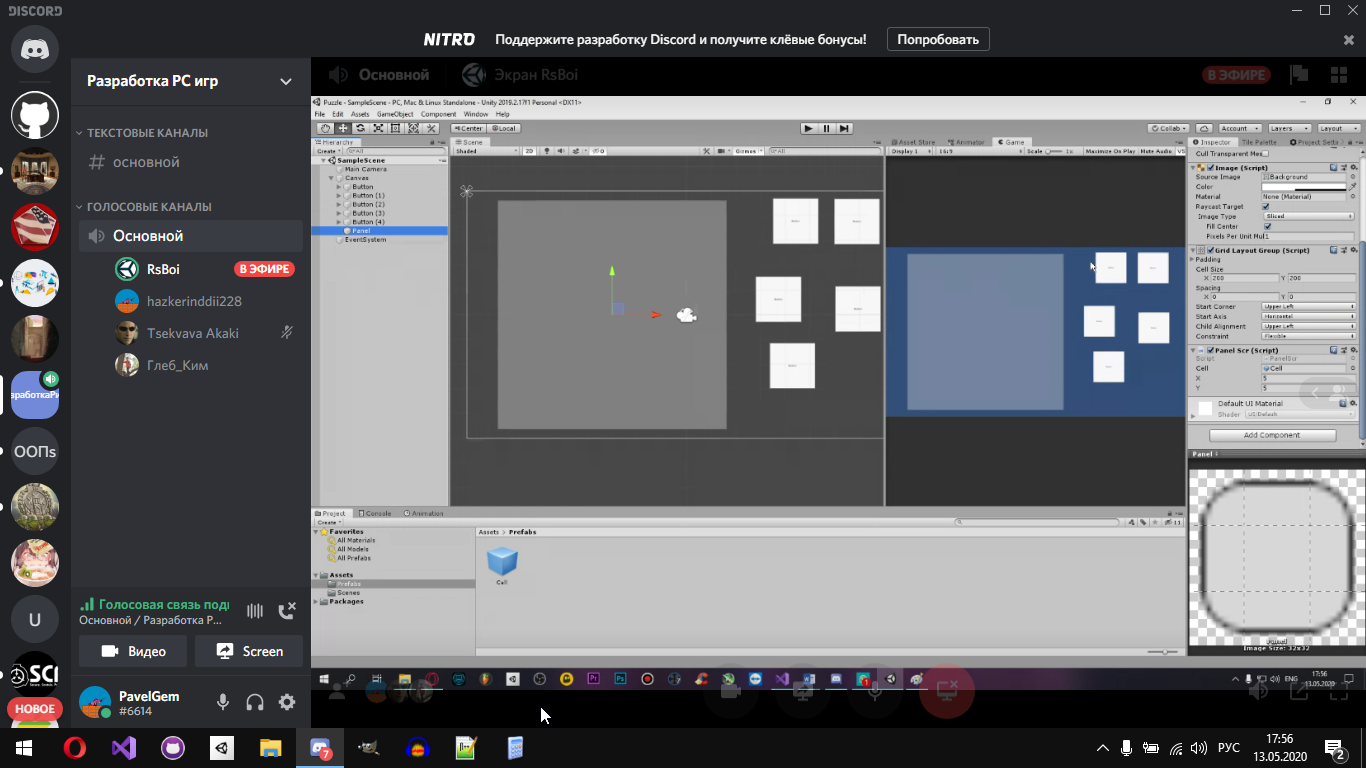 DISCORD
NITRO Поддержите разработку Discord и получите клёвые бонусы! Попробовать
Разработка PC игр
ТЕКСТОВЫЕ КАНАЛЫ
основной
ГОЛОСОВЫЕ КАНАЛЫ
Основной
RsBoi В ЭФИРЕ
hazkerinddii228
Tsekvava Akaki
Глеб_Ким
ООПs
U
НОВОЕ
Голосовая связь под
Основной / Разработка P...
Видео Screen
PavelGem
#6614
Основной Экран RsBoi В ЭФИРЕ
Puzzle - SampleScene - PC, Mac & Linux Standalone - Unity 2019.2.17f1 Personal <DX11>
File Edit Assets GameObject Component Window Help
Center Local Collab Account Layers Layout
Hierarchy
Create
SampleScene
Main Camera
Canvas
Button
Button (1)
Button (2)
Button (3)
Button (4)
Panel
EventSystem
Scene
Shaded 2D Gizmos
Asset Store Animator Game
Display 1 16:9 Scale 1x Maximize On Play Mute Audio
Inspector Tile Palette Project Setti
Cull Transparent Mes
Image (Script)
Source Image Background
Color
Material None (Material)
Raycast Target
Image Type Sliced
Fill Center
Pixels Per Unit Mul 1
Grid Layout Group (Script)
Padding
Cell Size
X 200 Y 200
Spacing
X 0 Y 0
Start Corner Upper Left
Start Axis Horizontal
Child Alignment Upper Left
Constraint Flexible
Panel Scr (Script)
Script PanelScr
Cell Cell
X 5
Y 5
Default UI Material
Shader UI/Default
Add Component
Panel
Image Size: 32x32
Project Console Animation
Create
Favorites
All Materials
All Models
All Prefabs
Assets
Prefabs
Scenes
Packages
Assets > Prefabs
Cell
ENG 17:56
13.05.2020
7
РУС 17:56
13.05.2020
2